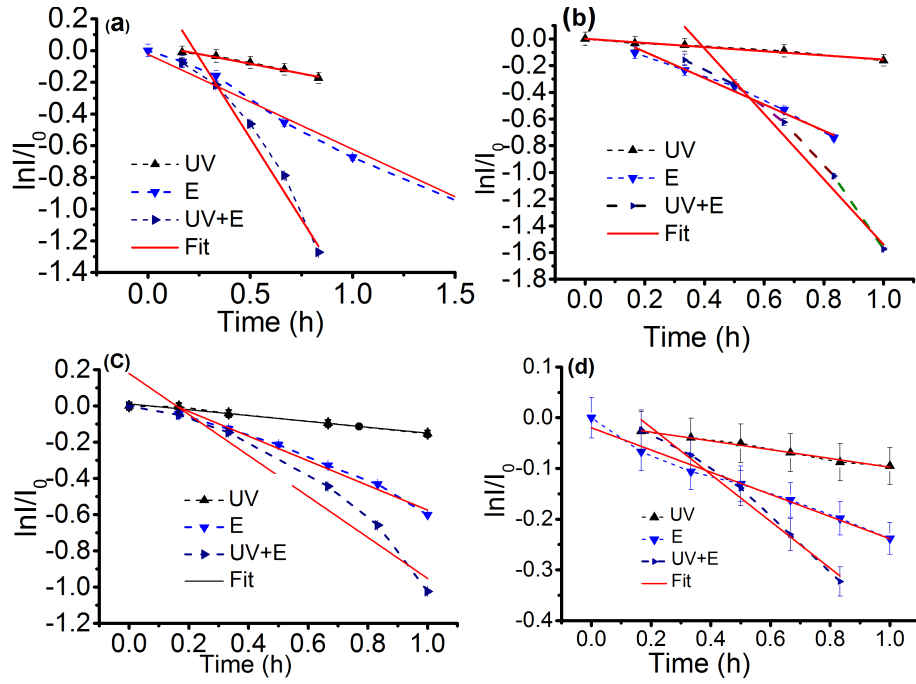 (a)
lnI/I0
0.2
0.0
-0.2
-0.4
-0.6
-0.8
-1.0
-1.2
-1.4
UV
E
UV+E
Fit
0.0 0.5 1.0 1.5
Time (h)
(b)
lnI/I0
0.0
-0.2
-0.4
-0.6
-0.8
-1.0
-1.2
-1.4
-1.6
-1.8
UV
E
UV+E
Fit
0.0 0.2 0.4 0.6 0.8 1.0
Time (h)
(C)
lnI/I0
0.2
0.0
-0.2
-0.4
-0.6
-0.8
-1.0
-1.2
UV
E
UV+E
Fit
0.0 0.2 0.4 0.6 0.8 1.0
Time (h)
(d)
lnI/I0
0.1
0.0
-0.1
-0.2
-0.3
-0.4
UV
E
UV+E
Fit
0.0 0.2 0.4 0.6 0.8 1.0
Time (h)